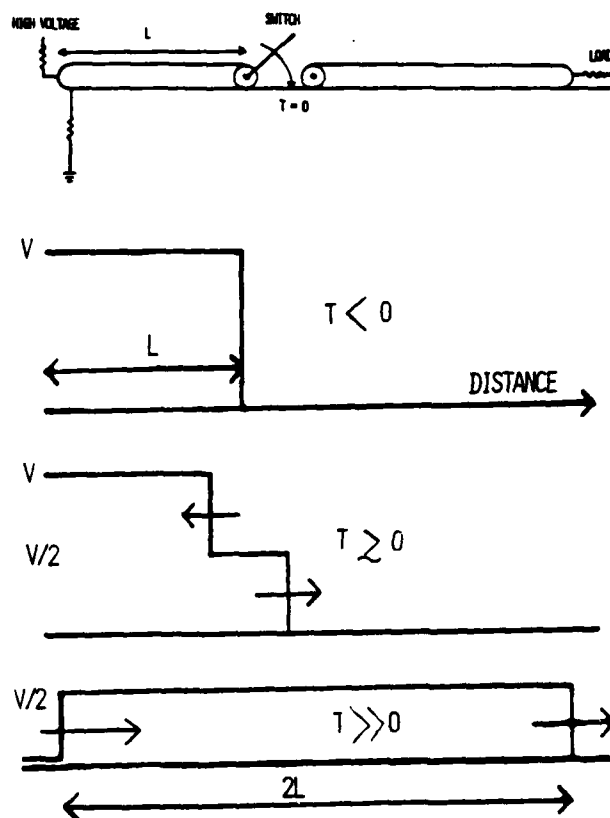 HIGH VOLTAGE
L
SWITCH
LOAD
T = 0
V
T < 0
L
DISTANCE
V
V/2
T ≳ 0
V/2
T >> 0
2L